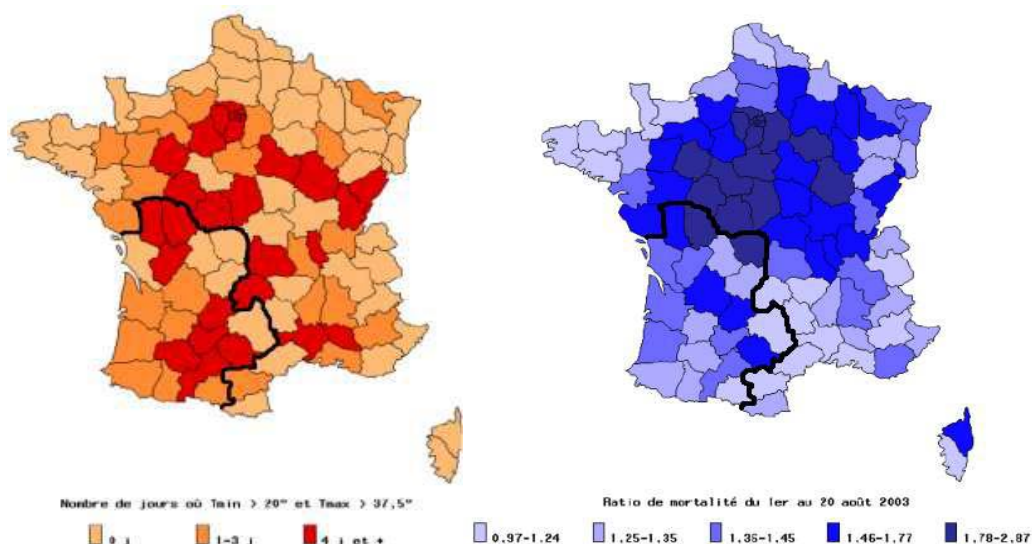 Nombre de jours où Tmin > 20° et Tmax > 37,5°
0 j
1-3 j
4 j et +
Ratio de mortalité du 1er au 20 août 2003
0.97-1.24
1.25-1.35
1.36-1.45
1.46-1.77
1.78-2.87